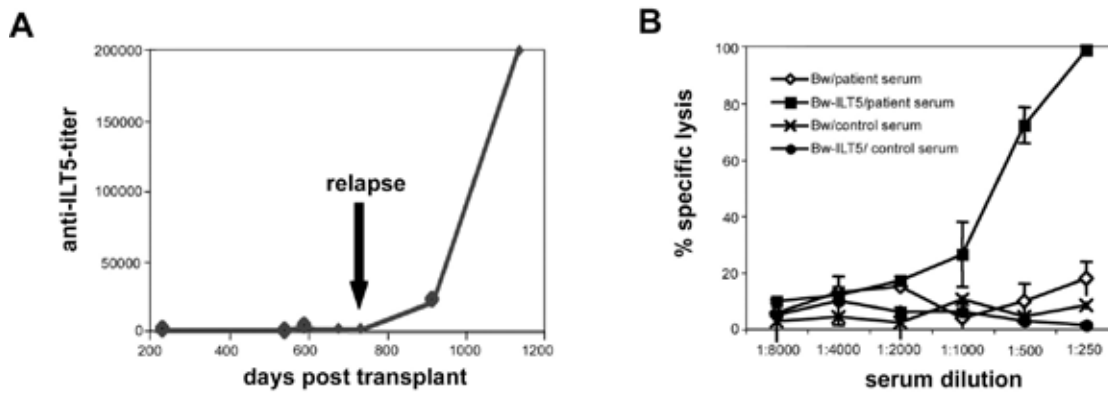 A
anti-ILT5-titer
200000
150000
100000
50000
0
relapse
200 400 600 800 1000 1200
days post transplant
B
% specific lysis
100
80
60
40
20
0
Bw/patient serum
Bw-ILT5/patient serum
Bw/control serum
Bw-ILT5/ control serum
1:8000 1:4000 1:2000 1:1000 1:500 1:250
serum dilution